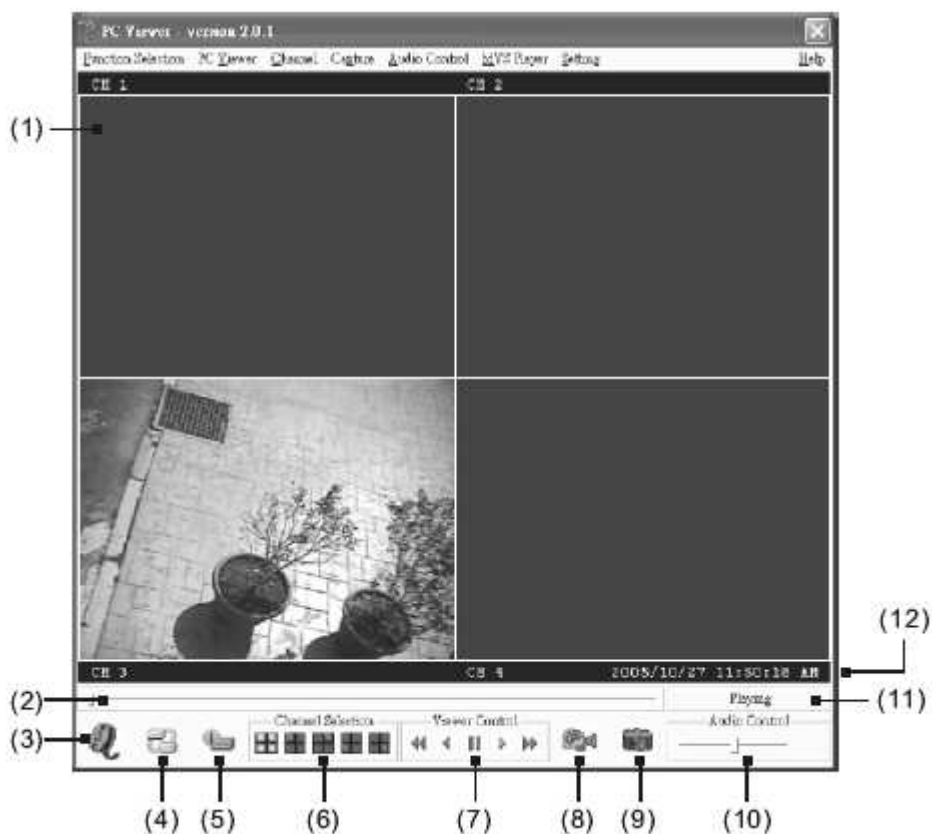 PC Viewer version 2.0.1
Function Selection PC Viewer Channel Capture Audio Control MVS Player Setting Help
CH 1 CH 2
(1)
(12)
CH 3 CH 4 2005/10/27 11:50:18 AM
(2) Playing (11)
Channel Selection Viewer Control Audio Control
(3)
(4) (5) (6) (7) (8) (9) (10)